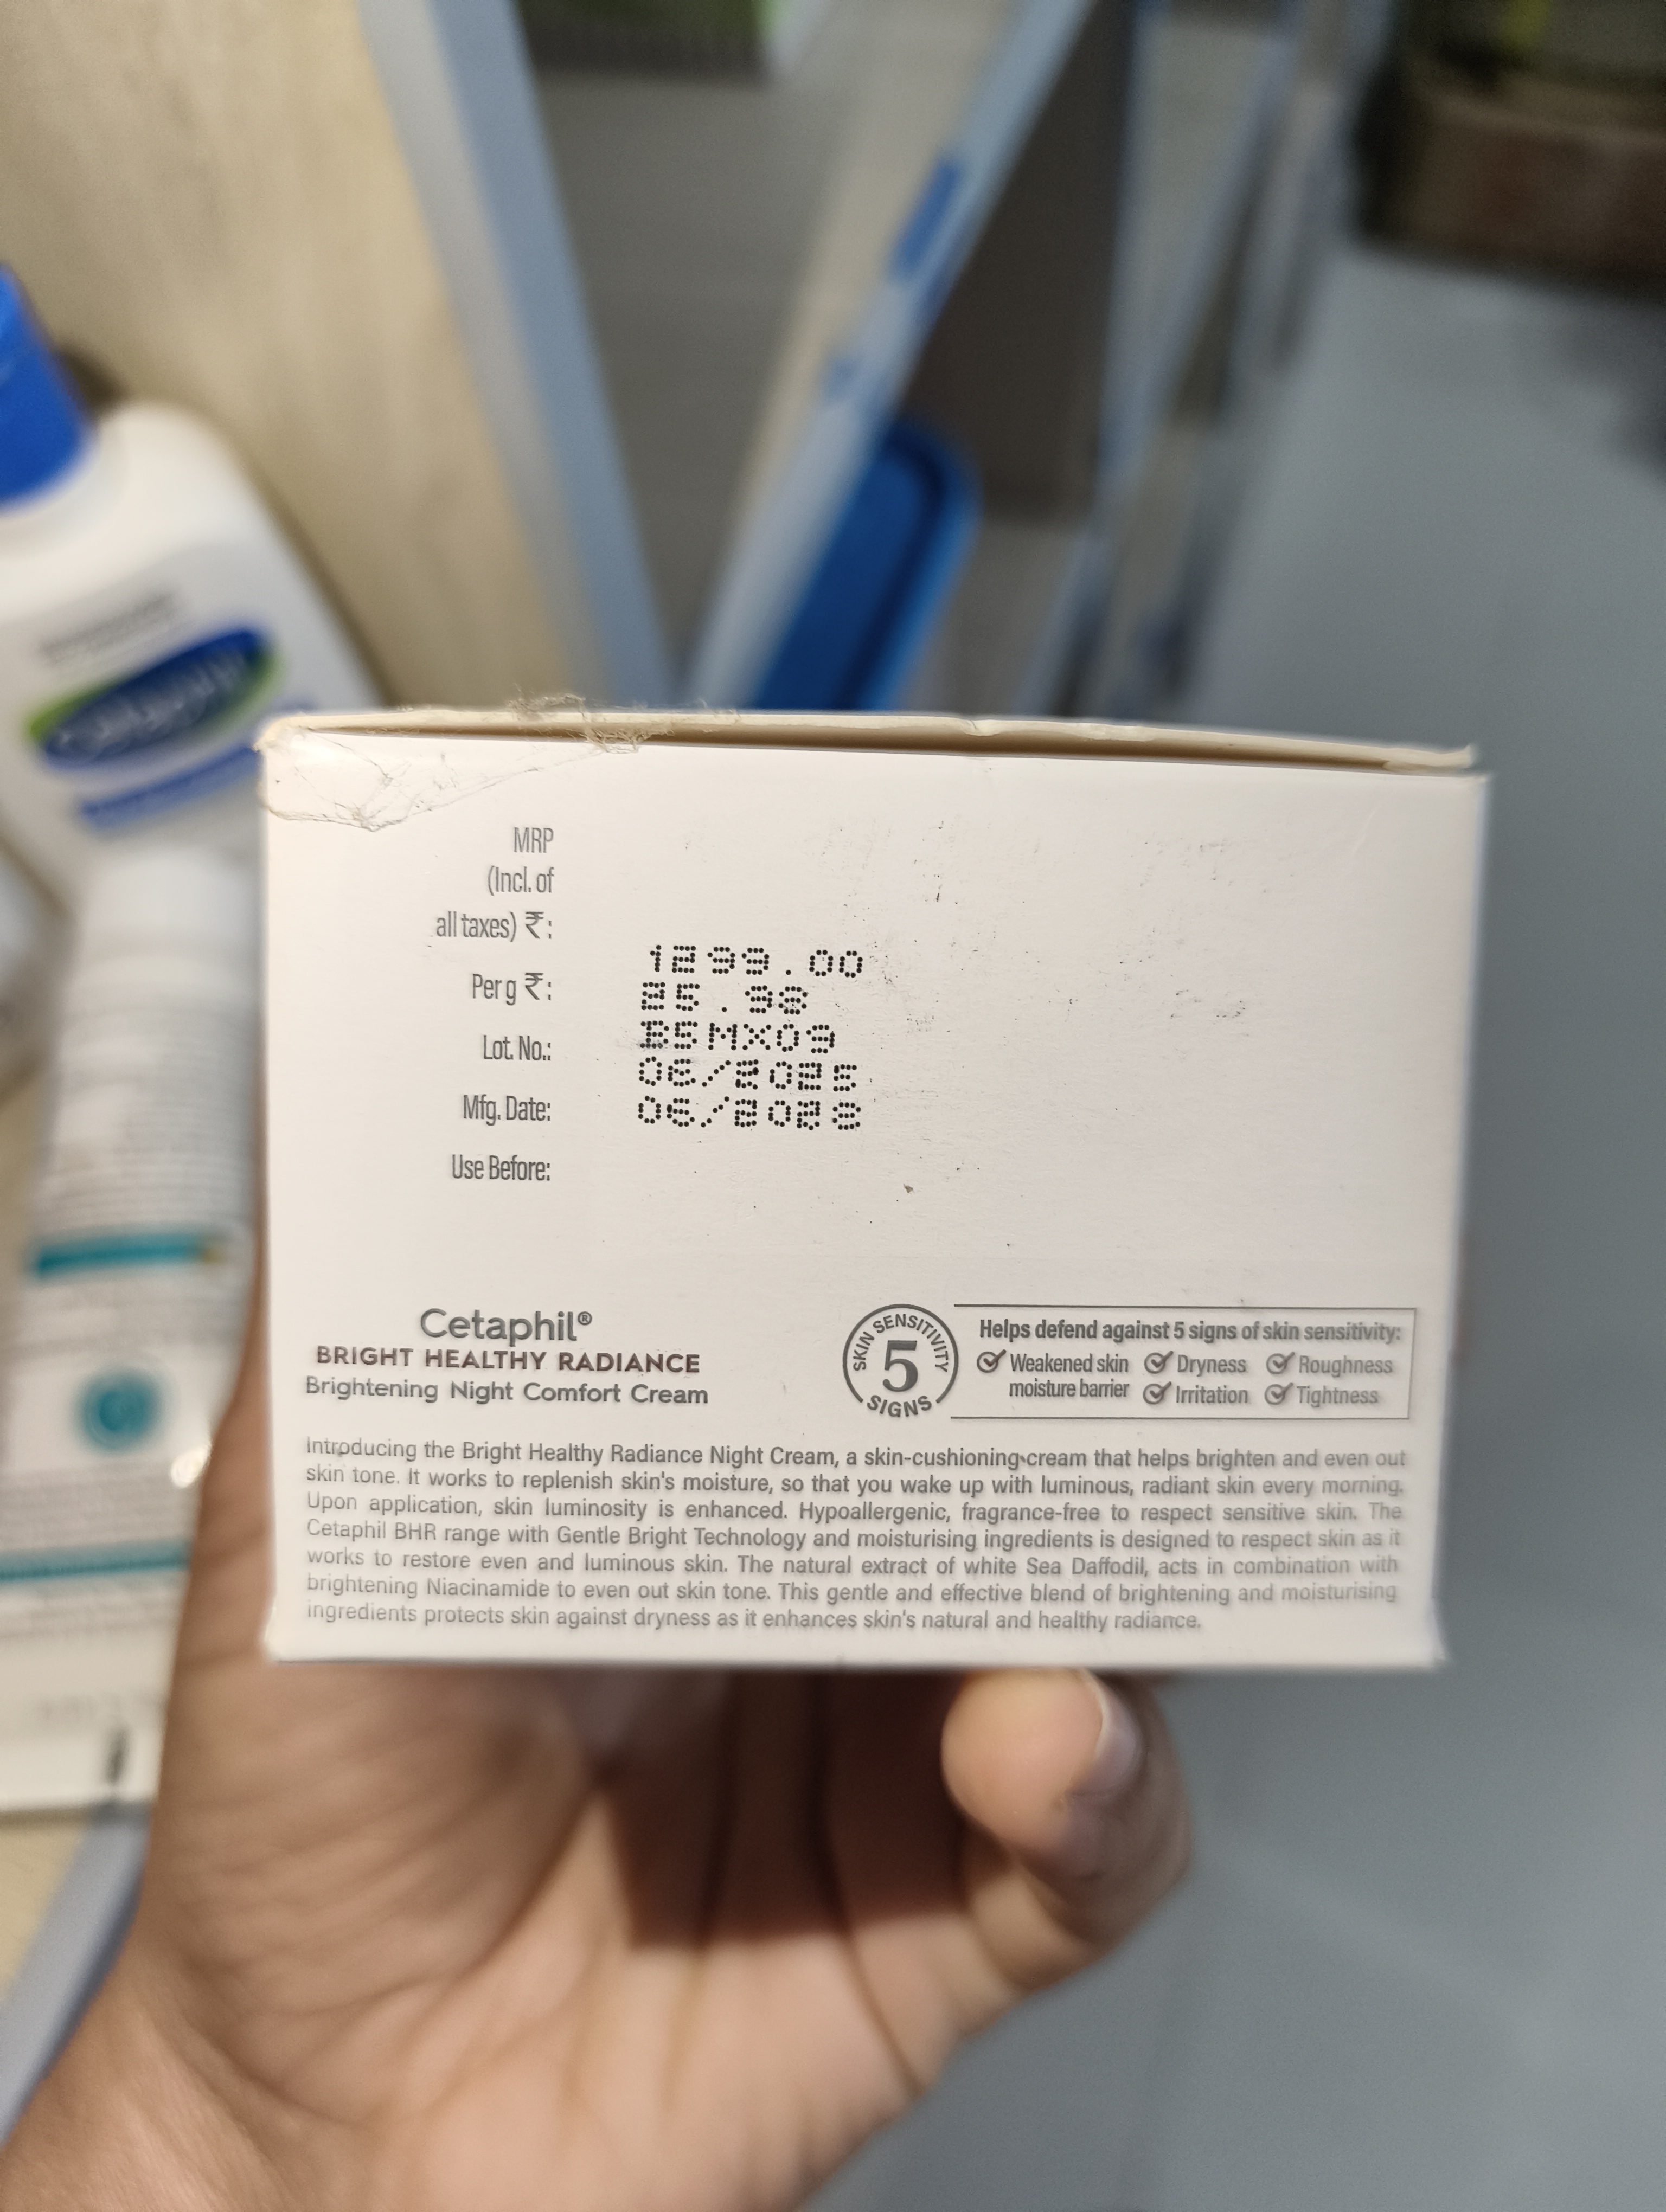 MRP
(Incl. of
all taxes) ₹:
1299.00
Per g ₹:
25.98
Lot. No.:
B5MX09
06/2025
Mfg. Date:
06/2028
Use Before:
Cetaphil®
BRIGHT HEALTHY RADIANCE
Brightening Night Comfort Cream
SKIN SENSITIVITY
5
SIGNS
Helps defend against 5 signs of skin sensitivity:
Weakened skin Dryness Roughness
moisture barrier Irritation Tightness
Introducing the Bright Healthy Radiance Night Cream, a skin-cushioning cream that helps brighten and even out
skin tone. It works to replenish skin's moisture, so that you wake up with luminous, radiant skin every morning.
Upon application, skin luminosity is enhanced. Hypoallergenic, fragrance-free to respect sensitive skin. The
Cetaphil BHR range with Gentle Bright Technology and moisturising ingredients is designed to respect skin as it
works to restore even and luminous skin. The natural extract of white Sea Daffodil, acts in combination with
brightening Niacinamide to even out skin tone. This gentle and effective blend of brightening and moisturising
ingredients protects skin against dryness as it enhances skin's natural and healthy radiance.
Cetaphil